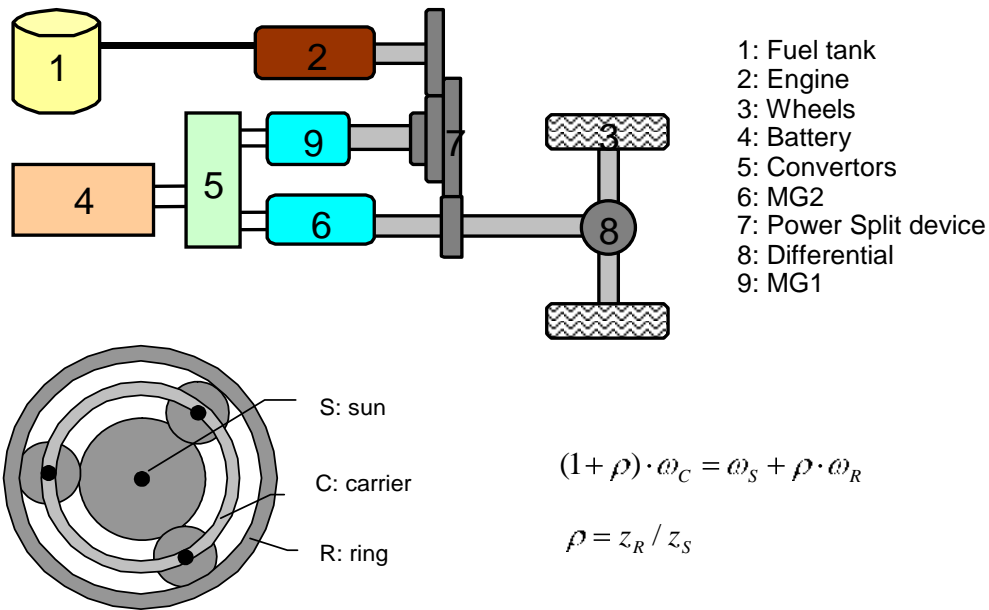 1
2
3
4
5
6
7
8
9
1: Fuel tank
2: Engine
3: Wheels
4: Battery
5: Convertors
6: MG2
7: Power Split device
8: Differential
9: MG1
S: sun
C: carrier
R: ring
(1 + ρ) · ω_C = ω_S + ρ · ω_R
ρ = z_R / z_S